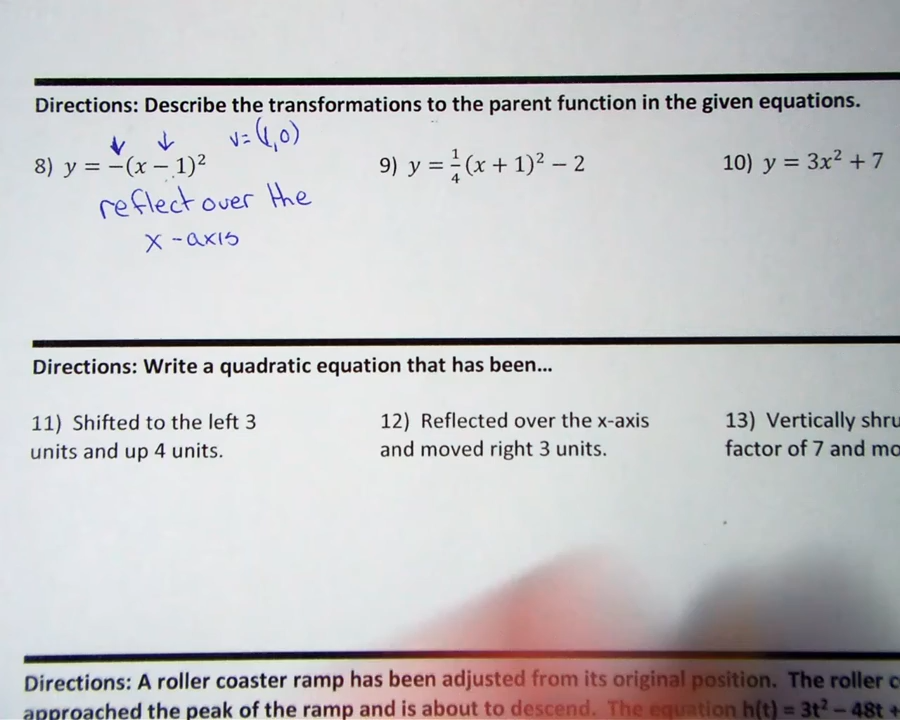 Directions: Describe the transformations to the parent function in the given equations.
v=(1,0)
8) y = −(x − 1)²
9) y = 1/4(x + 1)² − 2
10) y = 3x² + 7
reflect over the
x-axis
Directions: Write a quadratic equation that has been...
11) Shifted to the left 3
units and up 4 units.
12) Reflected over the x-axis
and moved right 3 units.
13) Vertically
factor of 7 and
Directions: A roller coaster ramp has been adjusted from its original position. The roller
approached the peak of the ramp and is about to descend. The equation h(t) = 3t² − 48t +